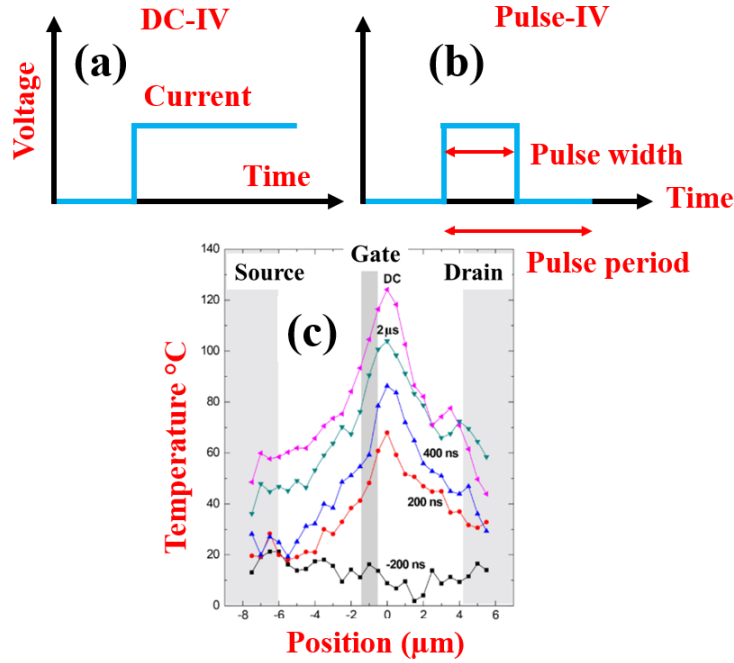 DC-IV
(a)
Voltage
Current
Time
Pulse-IV
(b)
Pulse width
Time
Pulse period
140
120
100
80
60
40
20
0
Temperature °C
Source
Gate
Drain
(c)
DC
2µs
400 ns
200 ns
-200 ns
-8 -6 -4 -2 0 2 4 6
Position (µm)